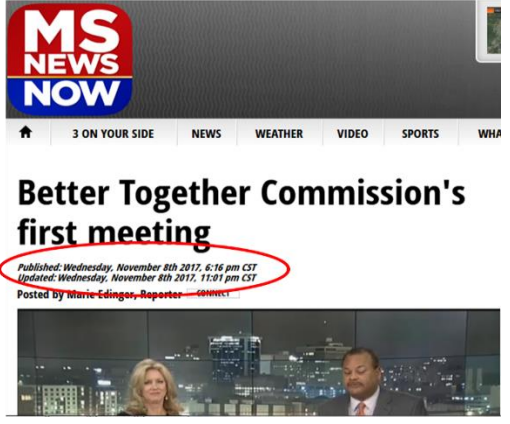 MS
NEWS
NOW
3 ON YOUR SIDE NEWS WEATHER VIDEO SPORTS WHA
Better Together Commission's
first meeting
Published: Wednesday, November 8th 2017, 6:16 pm CST
Updated: Wednesday, November 8th 2017, 11:01 pm CST
Posted by Marie Edinger, Reporter CONNECT